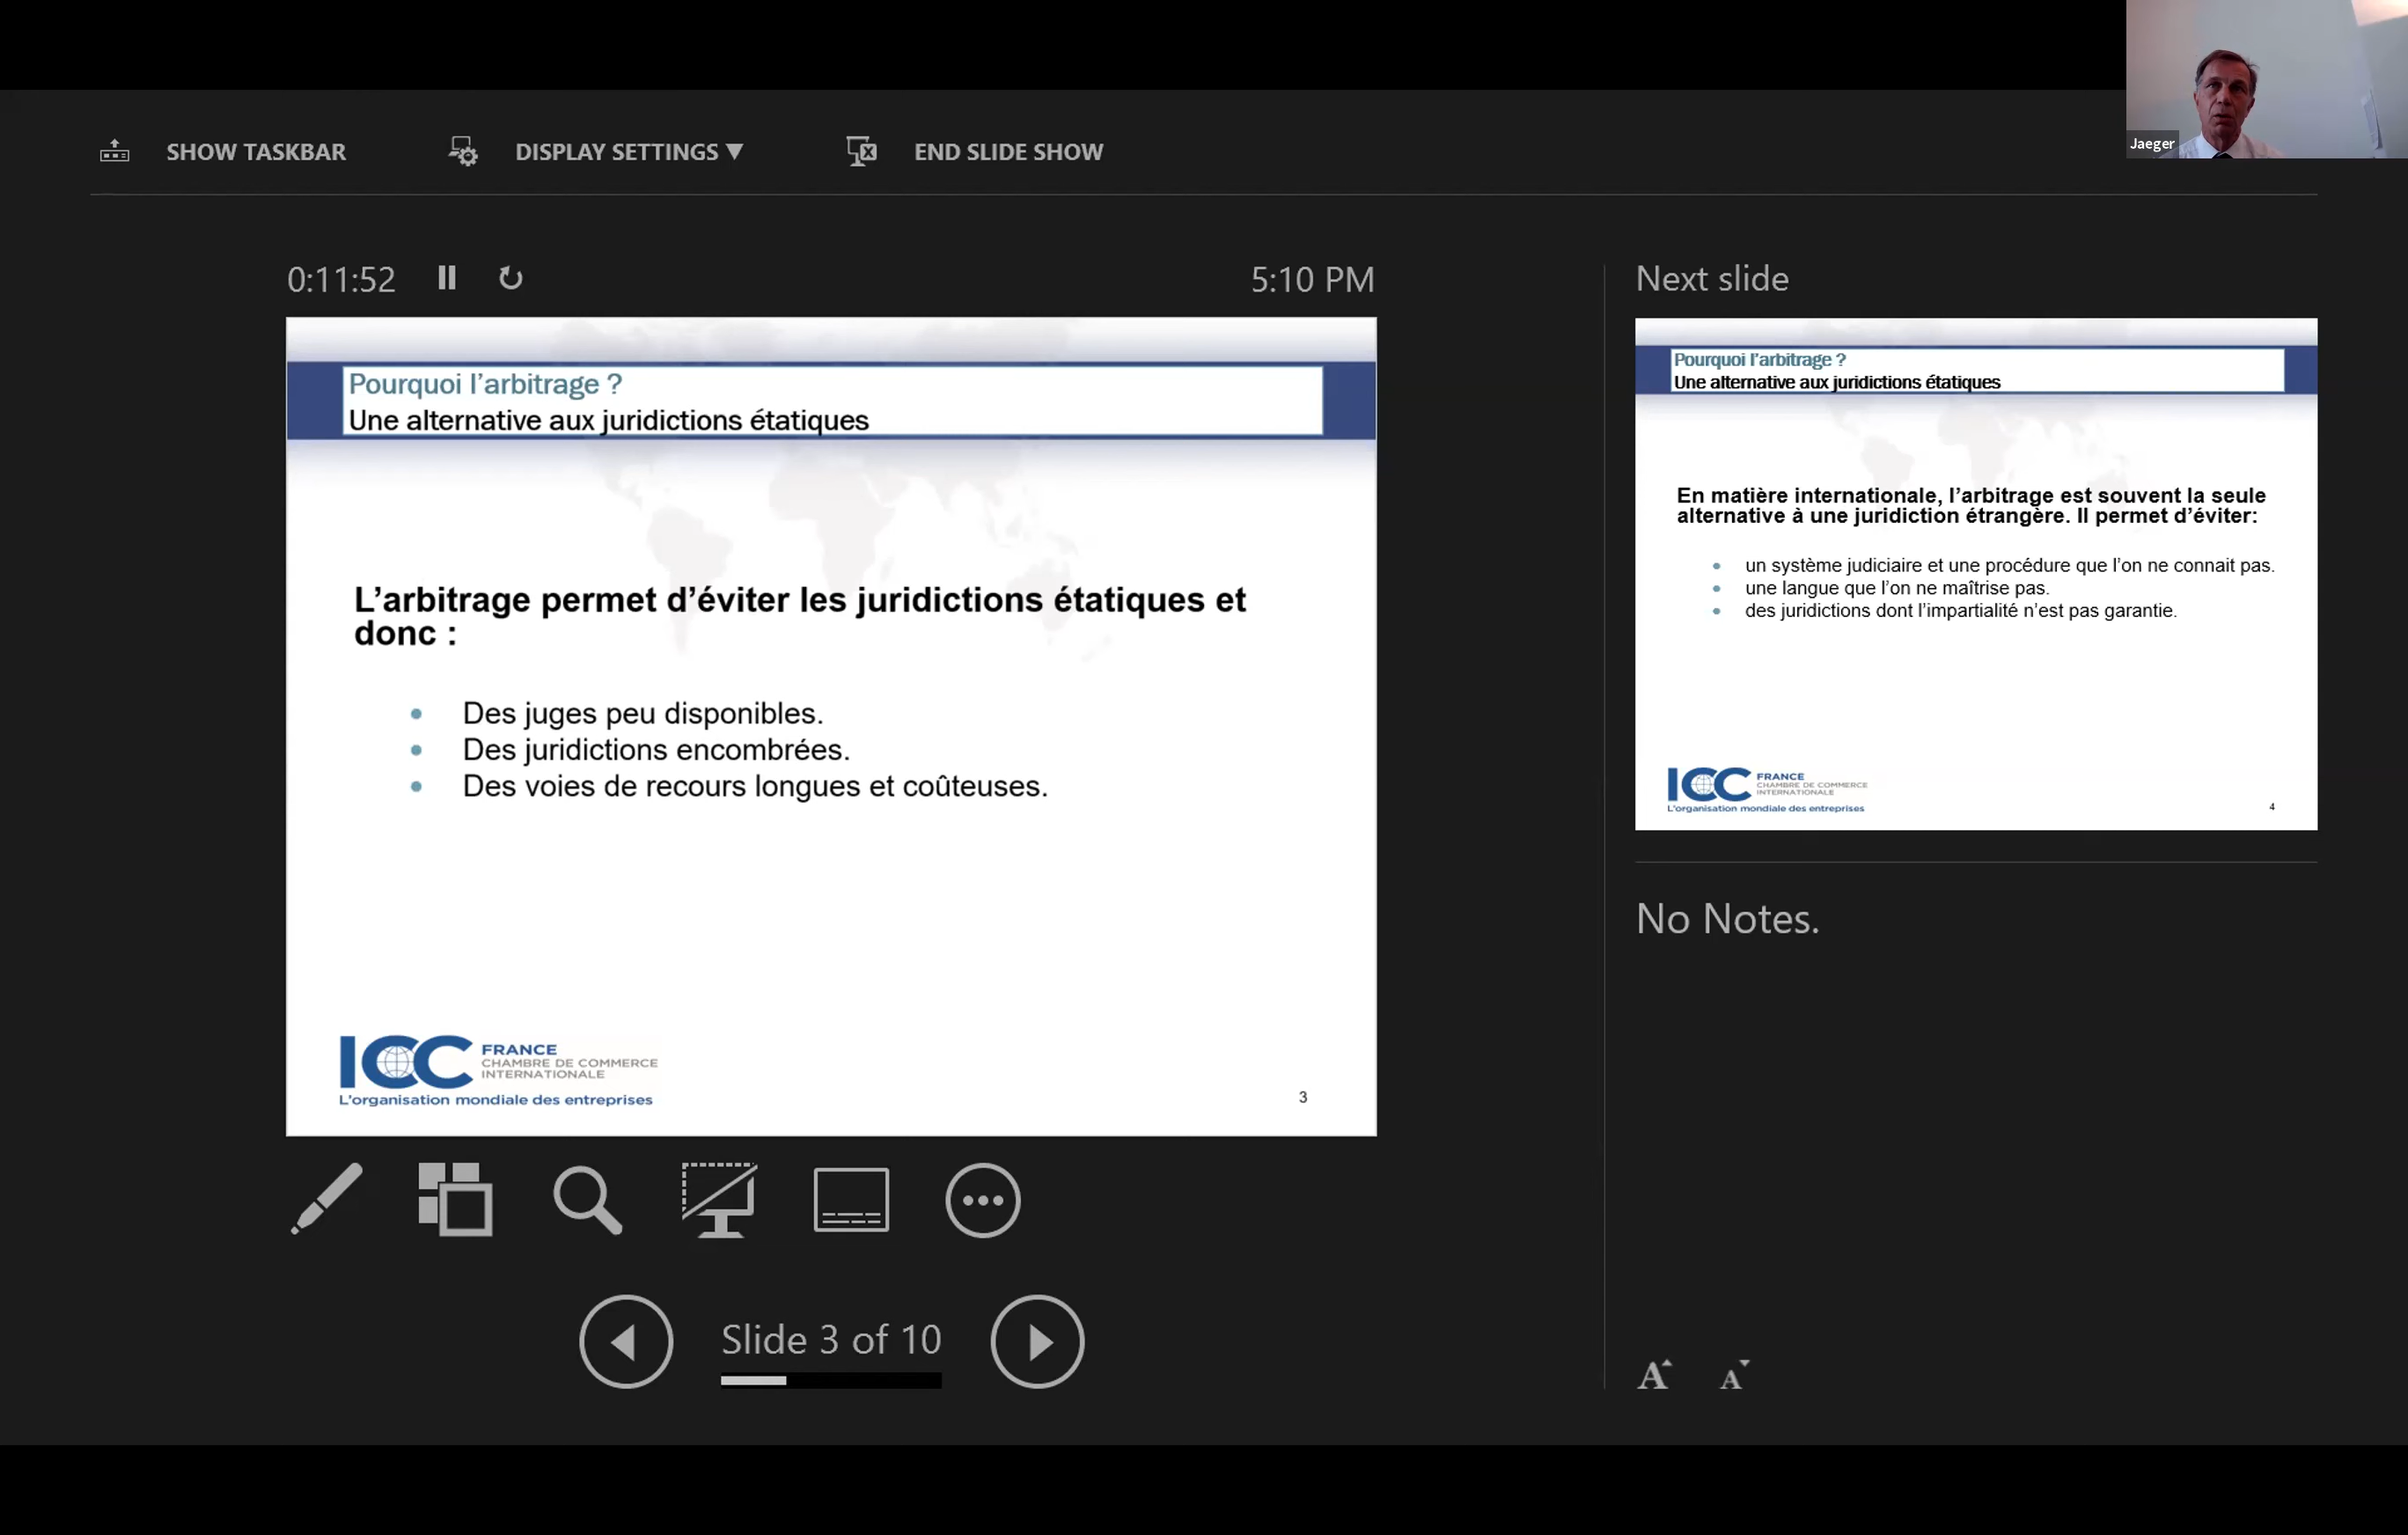 Jaeger
SHOW TASKBAR
DISPLAY SETTINGS ▼
END SLIDE SHOW
0:11:52
5:10 PM
Pourquoi l'arbitrage ?
Une alternative aux juridictions étatiques
L'arbitrage permet d'éviter les juridictions étatiques et
donc :
• Des juges peu disponibles.
• Des juridictions encombrées.
• Des voies de recours longues et coûteuses.
ICC FRANCE
CHAMBRE DE COMMERCE
INTERNATIONALE
L'organisation mondiale des entreprises
3
Slide 3 of 10
Next slide
Pourquoi l'arbitrage ?
Une alternative aux juridictions étatiques
En matière internationale, l'arbitrage est souvent la seule
alternative à une juridiction étrangère. Il permet d'éviter:
• un système judiciaire et une procédure que l'on ne connait pas.
• une langue que l'on ne maîtrise pas.
• des juridictions dont l'impartialité n'est pas garantie.
ICC FRANCE
CHAMBRE DE COMMERCE
INTERNATIONALE
L'organisation mondiale des entreprises
4
No Notes.
A A